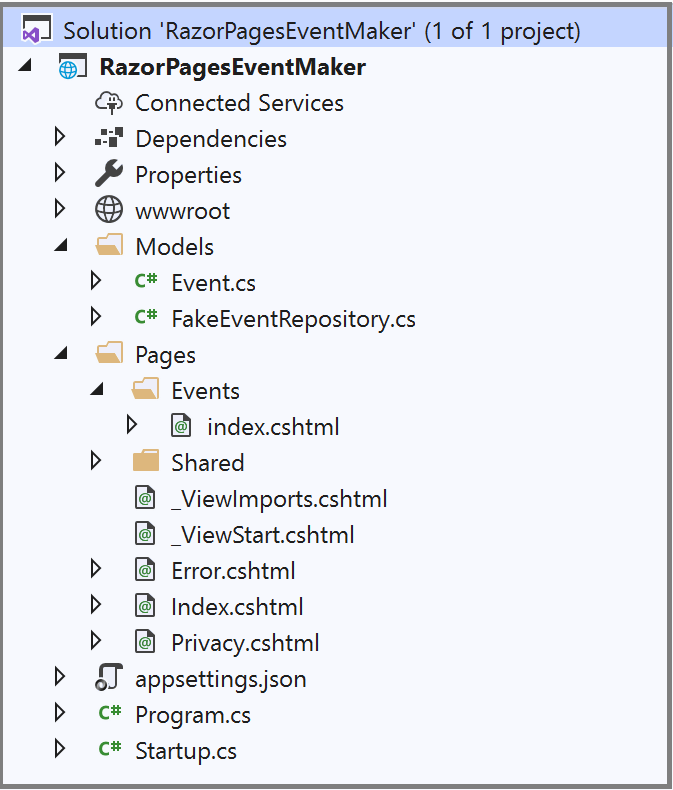 Solution 'RazorPagesEventMaker' (1 of 1 project)
RazorPagesEventMaker
Connected Services
Dependencies
Properties
wwwroot
Models
C# Event.cs
C# FakeEventRepository.cs
Pages
Events
@ index.cshtml
Shared
@ _ViewImports.cshtml
@ _ViewStart.cshtml
@ Error.cshtml
@ Index.cshtml
@ Privacy.cshtml
appsettings.json
C# Program.cs
C# Startup.cs